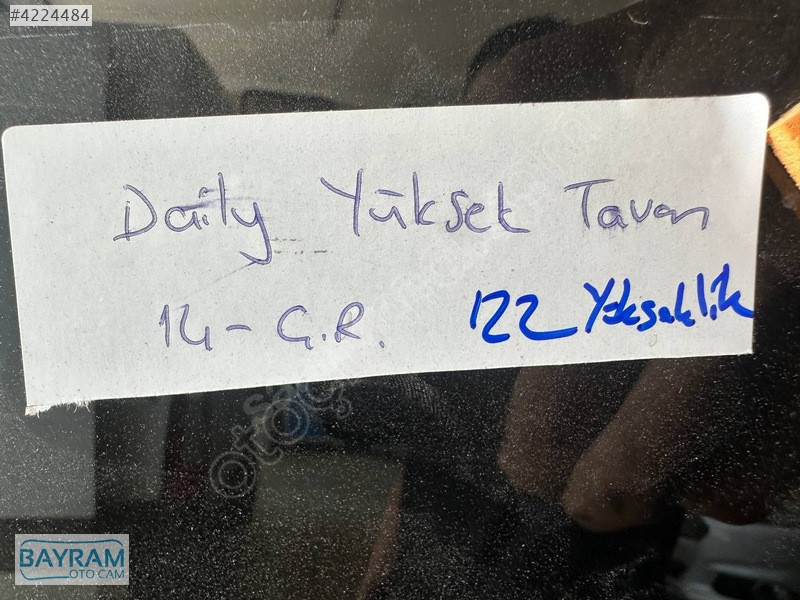 #4224484
Daily Yüksek Tavan
14 - G.R. 122 Yükseklik
BAYRAM
OTO CAM